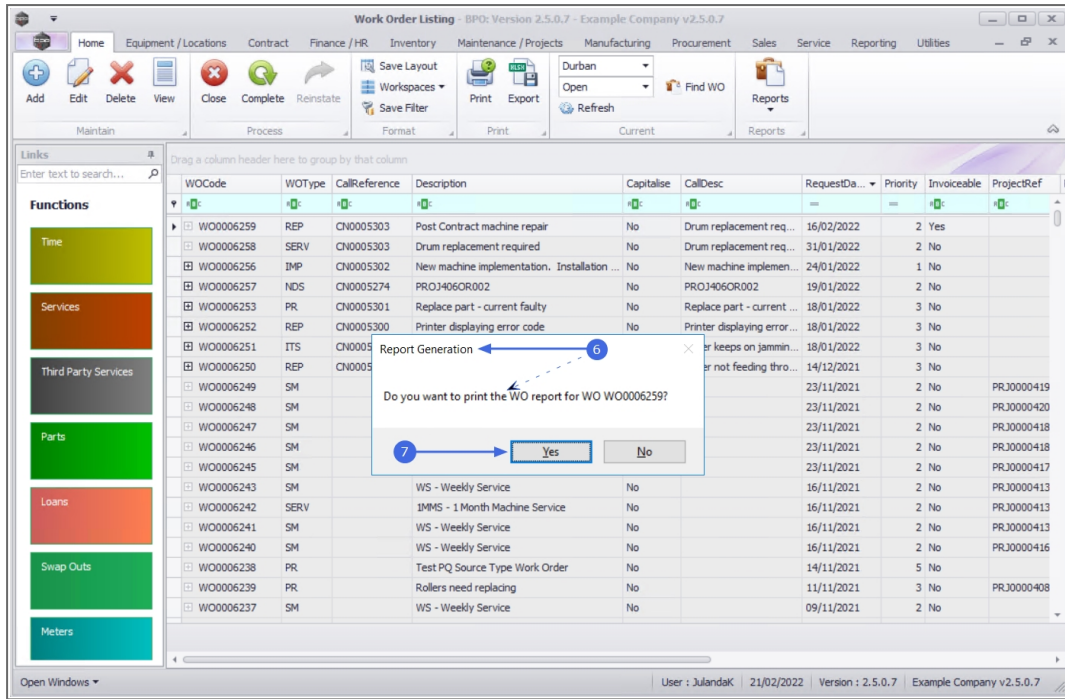 Work Order Listing - BPO: Version 2.5.0.7 - Example Company v2.5.0.7
Home Equipment / Locations Contract Finance / HR Inventory Maintenance / Projects Manufacturing Procurement Sales Service Reporting Utilities
Add Edit Delete View Close Complete Reinstate Save Layout Workspaces Save Filter Print Export Durban Open Refresh Find WO Reports
Maintain Process Format Print Current Reports
Links
Enter text to search...
Functions
Time
Services
Third Party Services
Parts
Loans
Swap Outs
Meters
Drag a column header here to group by that column
WOCode WOType CallReference Description Capitalise CallDesc RequestDa... Priority Invoiceable ProjectRef
WO0006259 REP CN0005303 Post Contract machine repair No Drum replacement req... 16/02/2022 2 Yes
WO0006258 SERV CN0005303 Drum replacement required No Drum replacement req... 31/01/2022 2 No
WO0006256 IMP CN0005302 New machine implementation. Installation ... No New machine implemen... 24/01/2022 1 No
WO0006257 NDS CN0005274 PROJ406OR002 No PROJ406OR002 19/01/2022 2 No
WO0006253 PR CN0005301 Replace part - current faulty No Replace part - current ... 18/01/2022 3 No
WO0006252 REP CN0005300 Printer displaying error code No Printer displaying error... 18/01/2022 3 No
WO0006251 ITS CN0005 er keeps on jammin... 18/01/2022 3 No
WO0006250 REP CN0005 er not feeding thro... 14/12/2021 3 No
WO0006249 SM 23/11/2021 2 No PRJ0000419
WO0006248 SM 23/11/2021 2 No PRJ0000420
WO0006247 SM 23/11/2021 2 No PRJ0000418
WO0006246 SM 23/11/2021 2 No PRJ0000418
WO0006245 SM 23/11/2021 2 No PRJ0000417
WO0006243 SM WS - Weekly Service No 16/11/2021 2 No PRJ0000413
WO0006242 SERV 1MMS - 1 Month Machine Service No 16/11/2021 2 No PRJ0000413
WO0006241 SM WS - Weekly Service No 16/11/2021 2 No PRJ0000413
WO0006240 SM WS - Weekly Service No 16/11/2021 2 No PRJ0000416
WO0006238 PR Test PQ Source Type Work Order No 14/11/2021 5 No
WO0006239 PR Rollers need replacing No 11/11/2021 3 No PRJ0000408
WO0006237 SM WS - Weekly Service No 09/11/2021 2 No
Report Generation 6
Do you want to print the WO report for WO WO0006259?
7 Yes No
Open Windows User : JulandaK 21/02/2022 Version : 2.5.0.7 Example Company v2.5.0.7